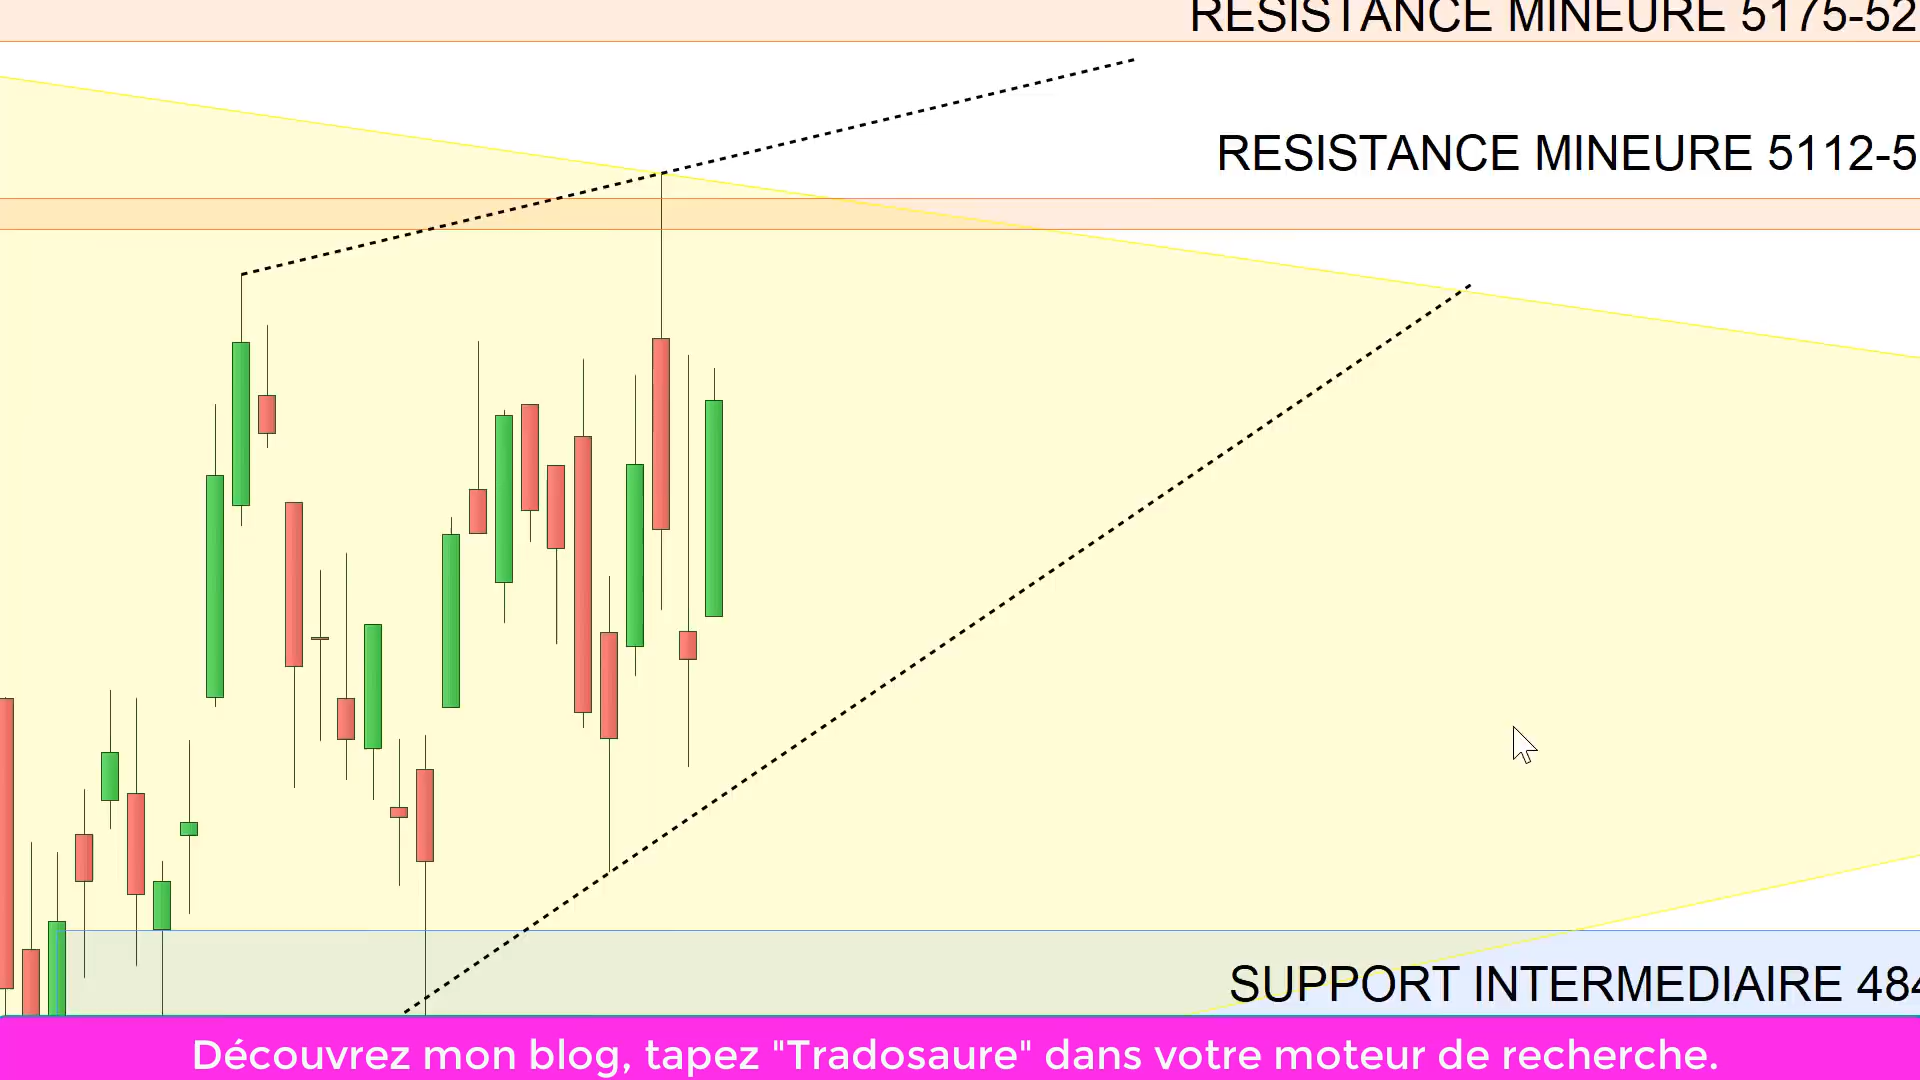 RESISTANCE MINEURE 5175-52
RESISTANCE MINEURE 5112-5
SUPPORT INTERMEDIAIRE 484
Découvrez mon blog, tapez "Tradosaure" dans votre moteur de recherche.